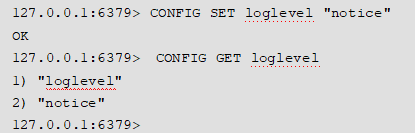 127.0.0.1:6379> CONFIG SET loglevel "notice"
OK
127.0.0.1:6379>  CONFIG GET loglevel
1) "loglevel"
2) "notice"
127.0.0.1:6379>